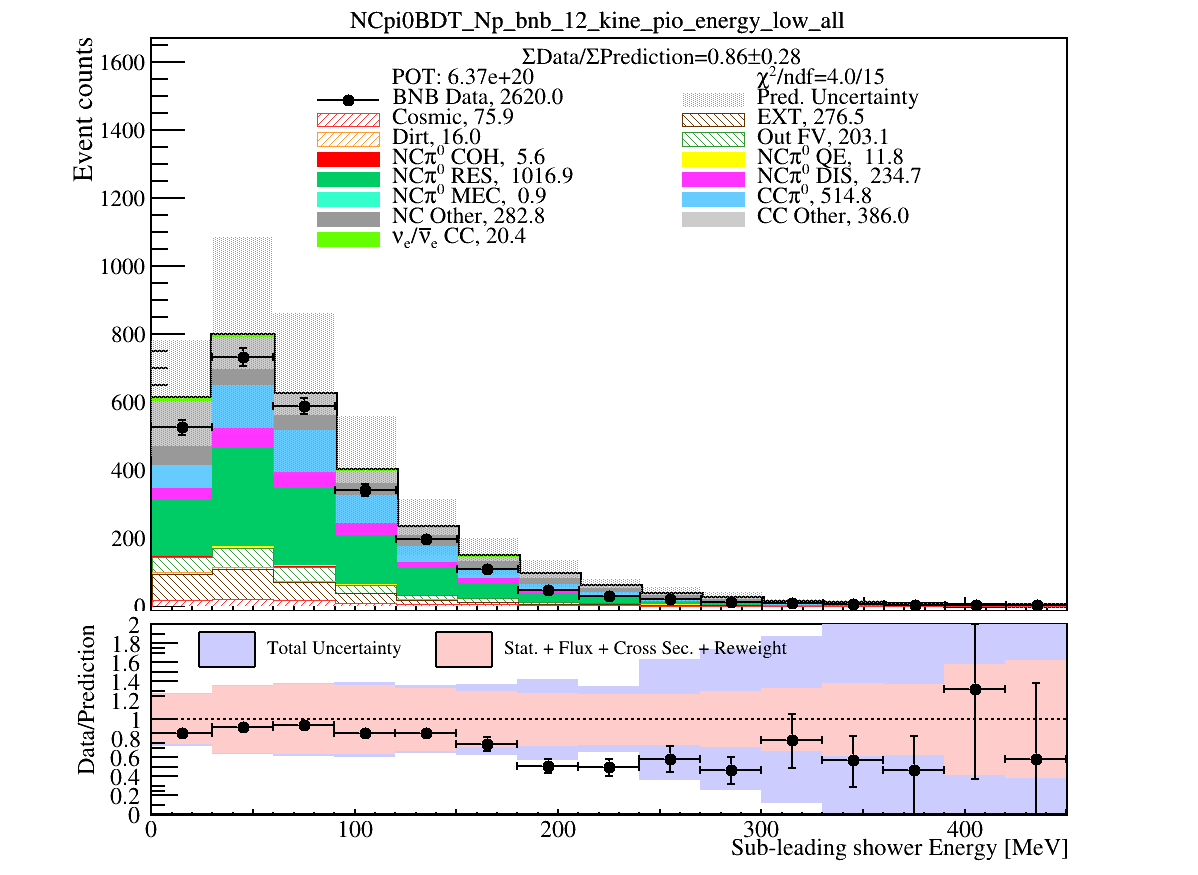 NCpi0BDT_Np_bnb_12_kine_pio_energy_low_all
ΣData/ΣPrediction=0.86±0.28
POT: 6.37e+20
χ²/ndf=4.0/15
BNB Data, 2620.0
Pred. Uncertainty
Cosmic, 75.9
EXT, 276.5
Dirt, 16.0
Out FV, 203.1
NCπ⁰ COH, 5.6
NCπ⁰ QE, 11.8
NCπ⁰ RES, 1016.9
NCπ⁰ DIS, 234.7
NCπ⁰ MEC, 0.9
CCπ⁰, 514.8
NC Other, 282.8
CC Other, 386.0
νₑ/ν̅ₑ CC, 20.4
Event counts
1600
1400
1200
1000
800
600
400
200
0
Data/Prediction
2
1.8
1.6
1.4
1.2
1
0.8
0.6
0.4
0.2
0
Total Uncertainty
Stat. + Flux + Cross Sec. + Reweight
0 100 200 300 400
Sub-leading shower Energy [MeV]